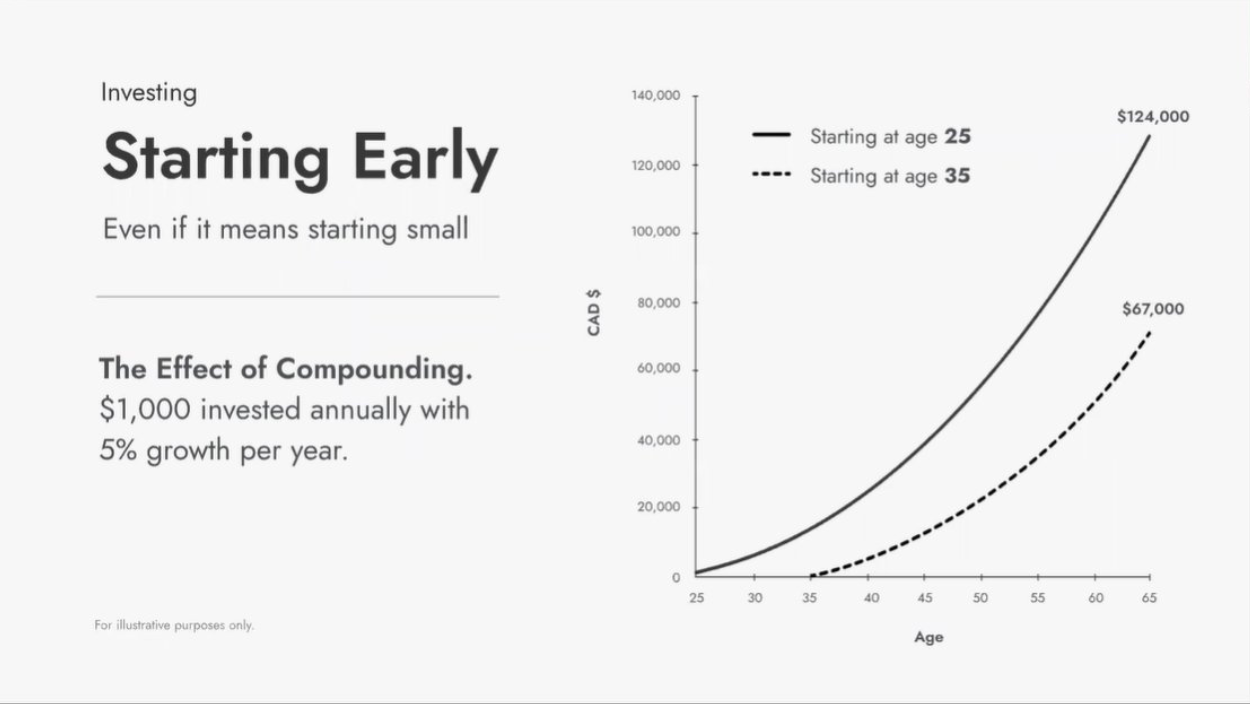 Investing
Starting Early
Even if it means starting small
The Effect of Compounding.
$1,000 invested annually with
5% growth per year.
For illustrative purposes only.
140,000
120,000
100,000
80,000
60,000
40,000
20,000
0
CAD $
Starting at age 25
Starting at age 35
$124,000
$67,000
25 30 35 40 45 50 55 60 65
Age